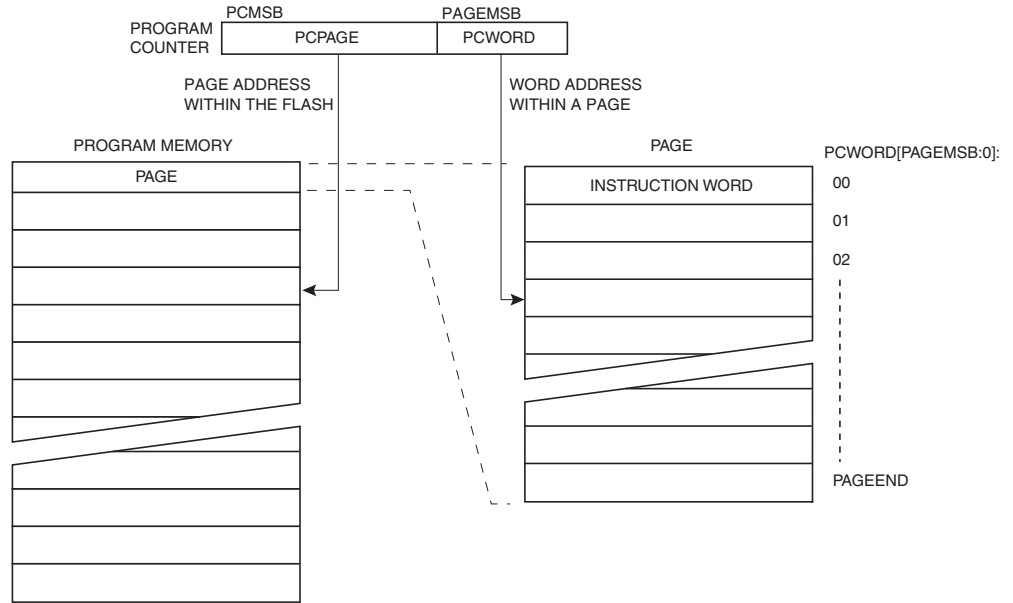 PCMSB PAGEMSB
PROGRAM
COUNTER
PCPAGE PCWORD
PAGE ADDRESS
WITHIN THE FLASH
WORD ADDRESS
WITHIN A PAGE
PROGRAM MEMORY
PAGE
PAGE
PCWORD[PAGEMSB:0]:
INSTRUCTION WORD
00
01
02
PAGEEND